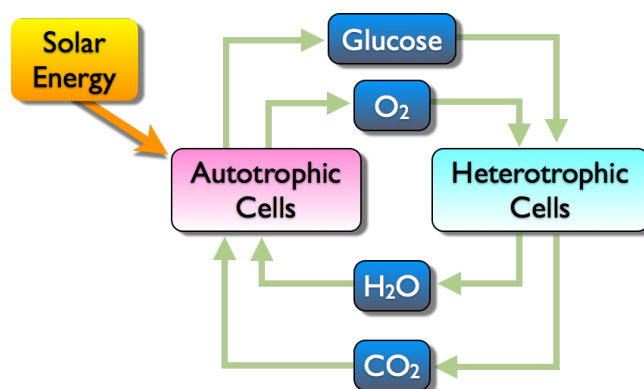 Solar
Energy
Glucose
O₂
Autotrophic
Cells
Heterotrophic
Cells
H₂O
CO₂